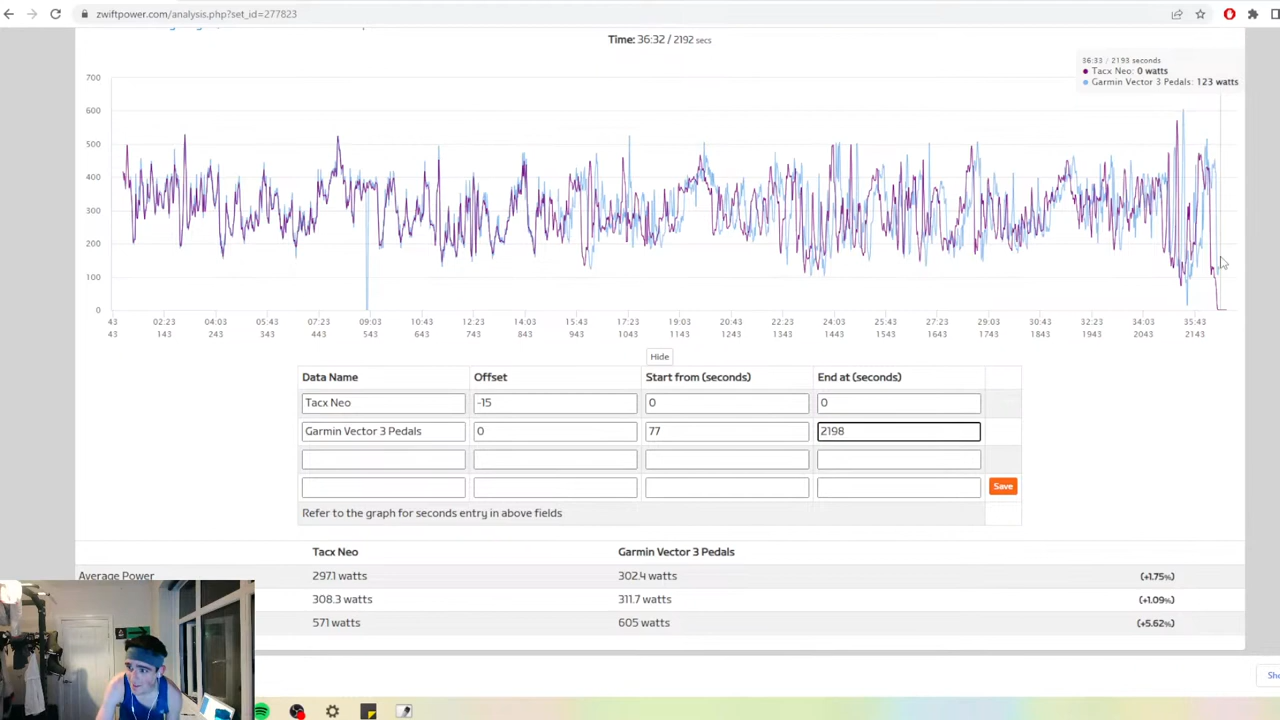 zwiftpower.com/analysis.php?set_id=277823
Time: 36:32 / 2192 secs
36:33 / 2193 seconds
Tacx Neo: 0 watts
Garmin Vector 3 Pedals: 123 watts
700
600
500
400
300
200
100
0
43 02:23 04:03 05:43 07:23 09:03 10:43 12:23 14:03 15:43 17:23 19:03 20:43 22:23 24:03 25:43 27:23 29:03 30:43 32:23 34:03 35:43
43 143 243 343 443 543 643 743 843 943 1043 1143 1243 1343 1443 1543 1643 1743 1843 1943 2043 2143
Hide
Data Name Offset Start from (seconds) End at (seconds)
Tacx Neo -15 0 0
Garmin Vector 3 Pedals 0 77 2198
Save
Refer to the graph for seconds entry in above fields
Tacx Neo Garmin Vector 3 Pedals
Average Power 297.1 watts 302.4 watts (+1.75%)
308.3 watts 311.7 watts (+1.09%)
571 watts 605 watts (+5.62%)